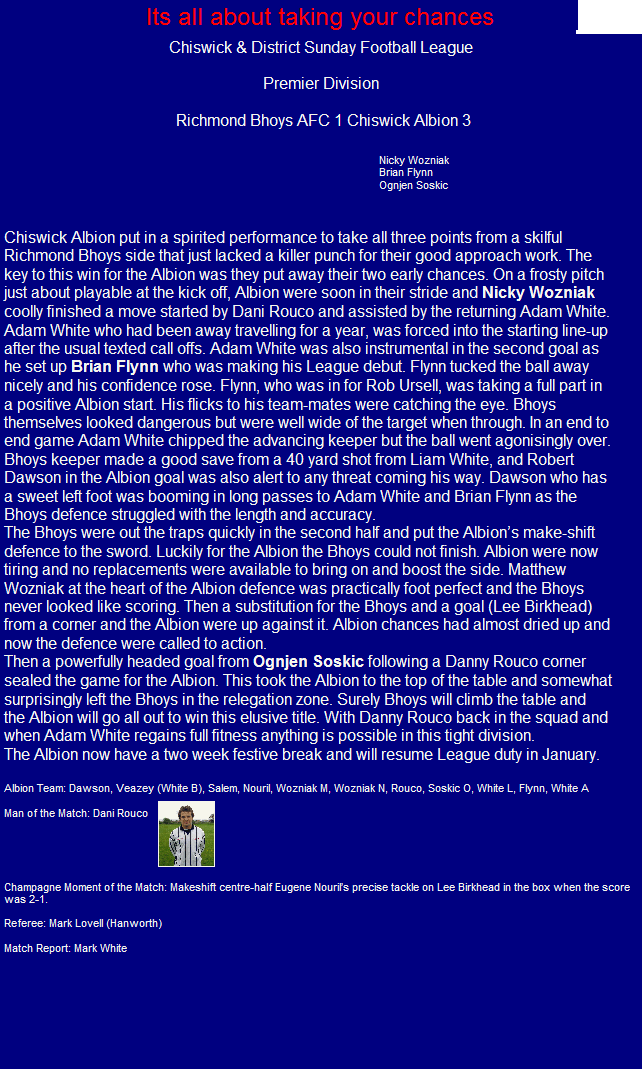 Its all about taking your chances
Chiswick & District Sunday Football League
Premier Division
Richmond Bhoys AFC 1 Chiswick Albion 3
Nicky Wozniak
Brian Flynn
Ognjen Soskic
Chiswick Albion put in a spirited performance to take all three points from a skilful
Richmond Bhoys side that just lacked a killer punch for their good approach work. The
key to this win for the Albion was they put away their two early chances. On a frosty pitch
just about playable at the kick off, Albion were soon in their stride and Nicky Wozniak
coolly finished a move started by Dani Rouco and assisted by the returning Adam White.
Adam White who had been away travelling for a year, was forced into the starting line-up
after the usual texted call offs. Adam White was also instrumental in the second goal as
he set up Brian Flynn who was making his League debut. Flynn tucked the ball away
nicely and his confidence rose. Flynn, who was in for Rob Ursell, was taking a full part in
a positive Albion start. His flicks to his team-mates were catching the eye. Bhoys
themselves looked dangerous but were well wide of the target when through. In an end to
end game Adam White chipped the advancing keeper but the ball went agonisingly over.
Bhoys keeper made a good save from a 40 yard shot from Liam White, and Robert
Dawson in the Albion goal was also alert to any threat coming his way. Dawson who has
a sweet left foot was booming in long passes to Adam White and Brian Flynn as the
Bhoys defence struggled with the length and accuracy.
The Bhoys were out the traps quickly in the second half and put the Albion’s make-shift
defence to the sword. Luckily for the Albion the Bhoys could not finish. Albion were now
tiring and no replacements were available to bring on and boost the side. Matthew
Wozniak at the heart of the Albion defence was practically foot perfect and the Bhoys
never looked like scoring. Then a substitution for the Bhoys and a goal (Lee Birkhead)
from a corner and the Albion were up against it. Albion chances had almost dried up and
now the defence were called to action.
Then a powerfully headed goal from Ognjen Soskic following a Danny Rouco corner
sealed the game for the Albion. This took the Albion to the top of the table and somewhat
surprisingly left the Bhoys in the relegation zone. Surely Bhoys will climb the table and
the Albion will go all out to win this elusive title. With Danny Rouco back in the squad and
when Adam White regains full fitness anything is possible in this tight division.
The Albion now have a two week festive break and will resume League duty in January.
Albion Team: Dawson, Veazey (White B), Salem, Nouril, Wozniak M, Wozniak N, Rouco, Soskic O, White L, Flynn, White A
Man of the Match: Dani Rouco
Champagne Moment of the Match: Makeshift centre-half Eugene Nouril's precise tackle on Lee Birkhead in the box when the score
was 2-1.
Referee: Mark Lovell (Hanworth)
Match Report: Mark White